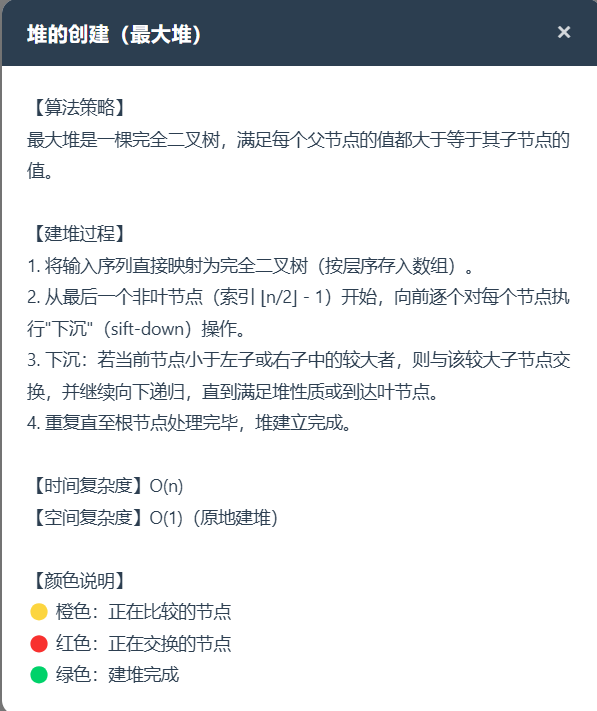 堆的创建（最大堆）
×
【算法策略】
最大堆是一棵完全二叉树，满足每个父节点的值都大于等于其子节点的
值。
【建堆过程】
1. 将输入序列直接映射为完全二叉树（按层序存入数组）。
2. 从最后一个非叶节点（索引 ⌊n/2⌋ - 1）开始，向前逐个对每个节点执
行"下沉"（sift-down）操作。
3. 下沉：若当前节点小于左子或右子中的较大者，则与该较大子节点交
换，并继续向下递归，直到满足堆性质或到达叶节点。
4. 重复直至根节点处理完毕，堆建立完成。
【时间复杂度】O(n)
【空间复杂度】O(1)（原地建堆）
【颜色说明】
橙色：正在比较的节点
红色：正在交换的节点
绿色：建堆完成